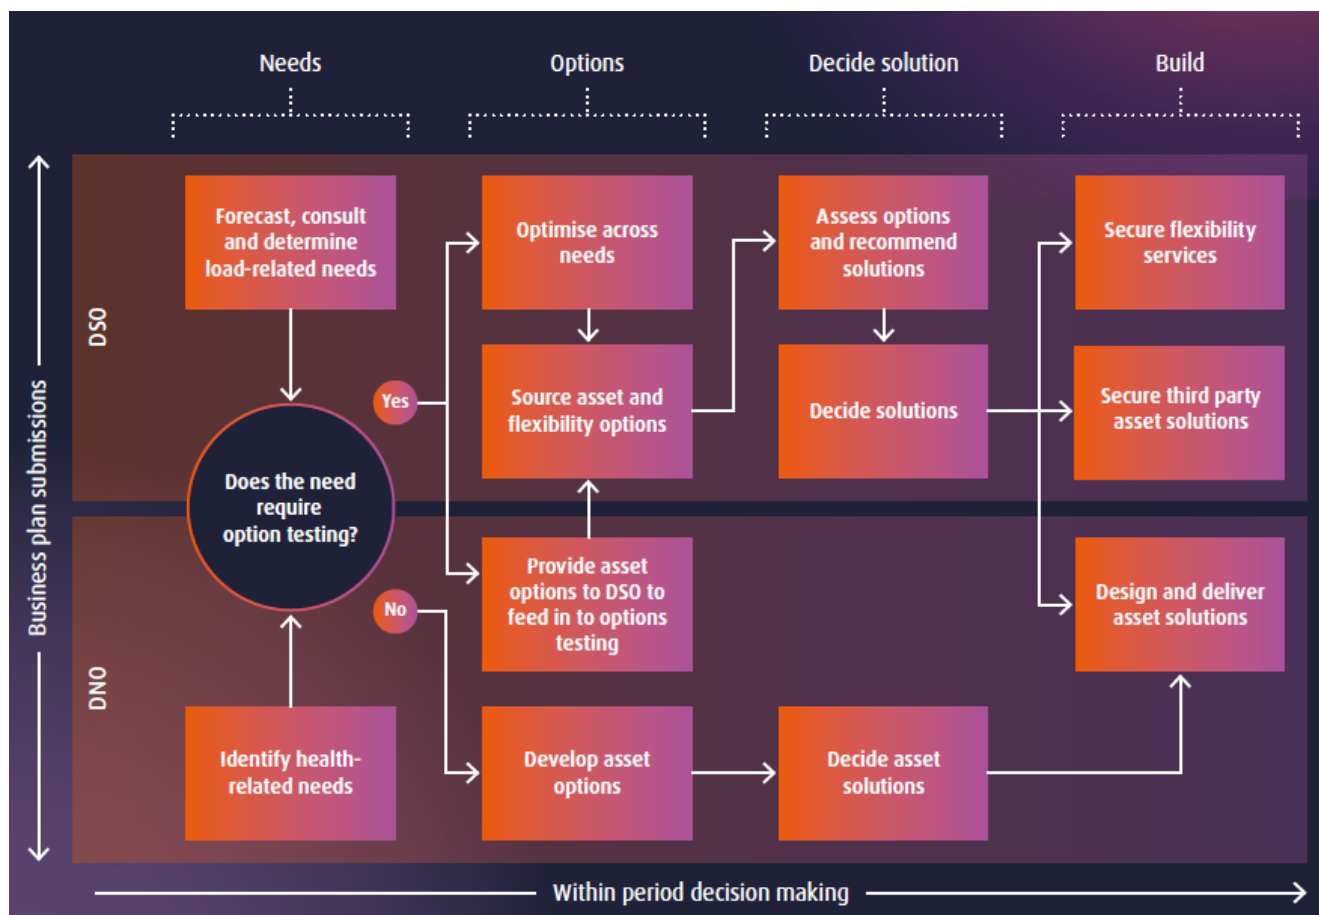 Needs
Options
Decide solution
Build
Business plan submissions
DSO
Forecast, consult
and determine
load-related needs
Optimise across
needs
Assess options
and recommend
solutions
Secure flexibility
services
Yes
Source asset and
flexibility options
Decide solutions
Secure third party
asset solutions
Does the need
require
option testing?
DNO
No
Provide asset
options to DSO to
feed in to options
testing
Design and deliver
asset solutions
Identify health-
related needs
Develop asset
options
Decide asset
solutions
Within period decision making